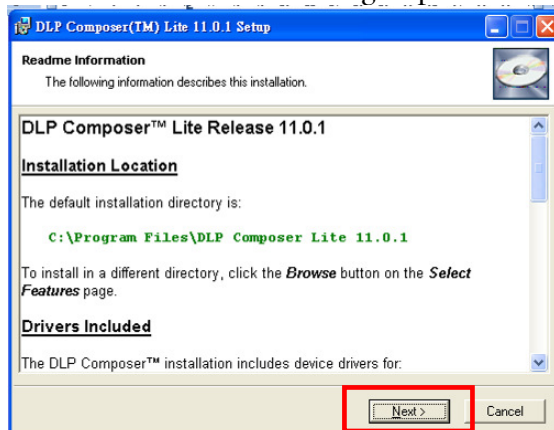 DLP Composer(TM) Lite 11.0.1 Setup
Readme Information
The following information describes this installation.
DLP Composer™ Lite Release 11.0.1
Installation Location
The default installation directory is:
C:\Program Files\DLP Composer Lite 11.0.1
To install in a different directory, click the Browse button on the Select
Features page.
Drivers Included
The DLP Composer™ installation includes device drivers for:
Next >
Cancel